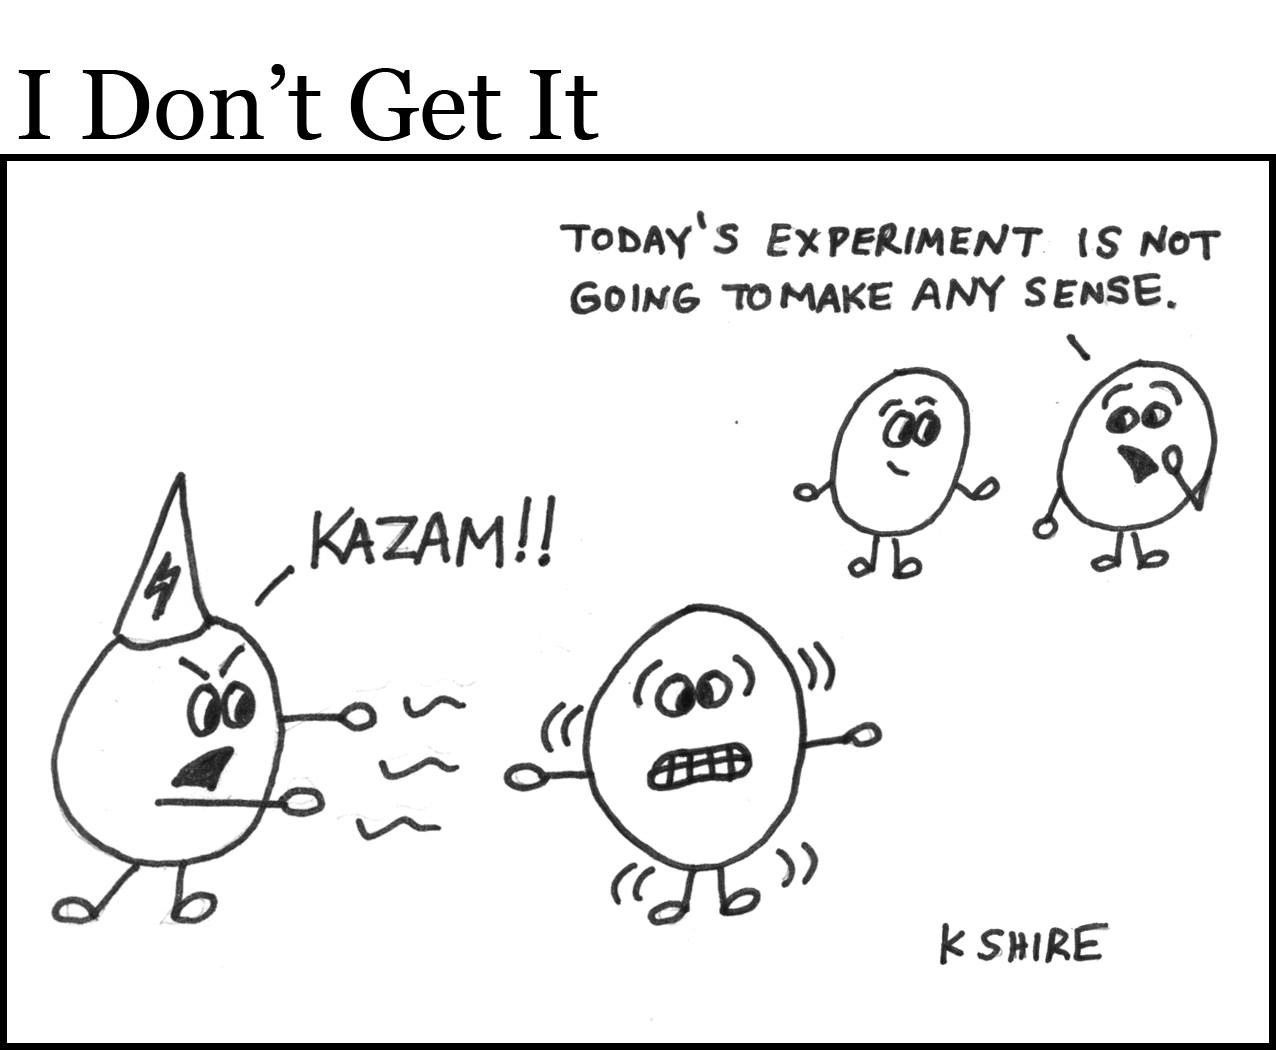 I Don’t Get It
TODAY'S EXPERIMENT IS NOT
GOING TO MAKE ANY SENSE.
KAZAM!!
K SHIRE